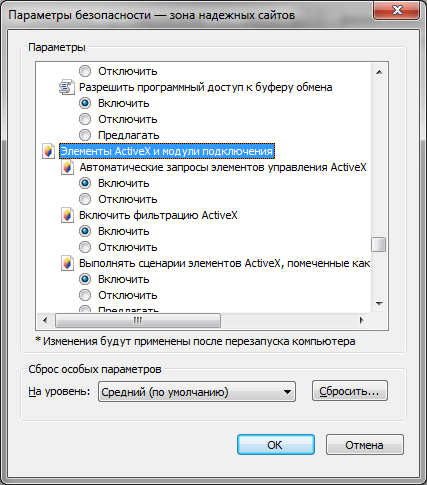 Параметры безопасности — зона надежных сайтов
Параметры
Отключить
Разрешить программный доступ к буферу обмена
Включить
Отключить
Предлагать
Элементы ActiveX и модули подключения
Автоматические запросы элементов управления ActiveX
Включить
Отключить
Включить фильтрацию ActiveX
Включить
Отключить
Выполнять сценарии элементов ActiveX, помеченные как
Включить
Отключить
Предлагать
* Изменения будут применены после перезапуска компьютера
Сброс особых параметров
На уровень: Средний (по умолчанию) Сбросить...
OK Отмена